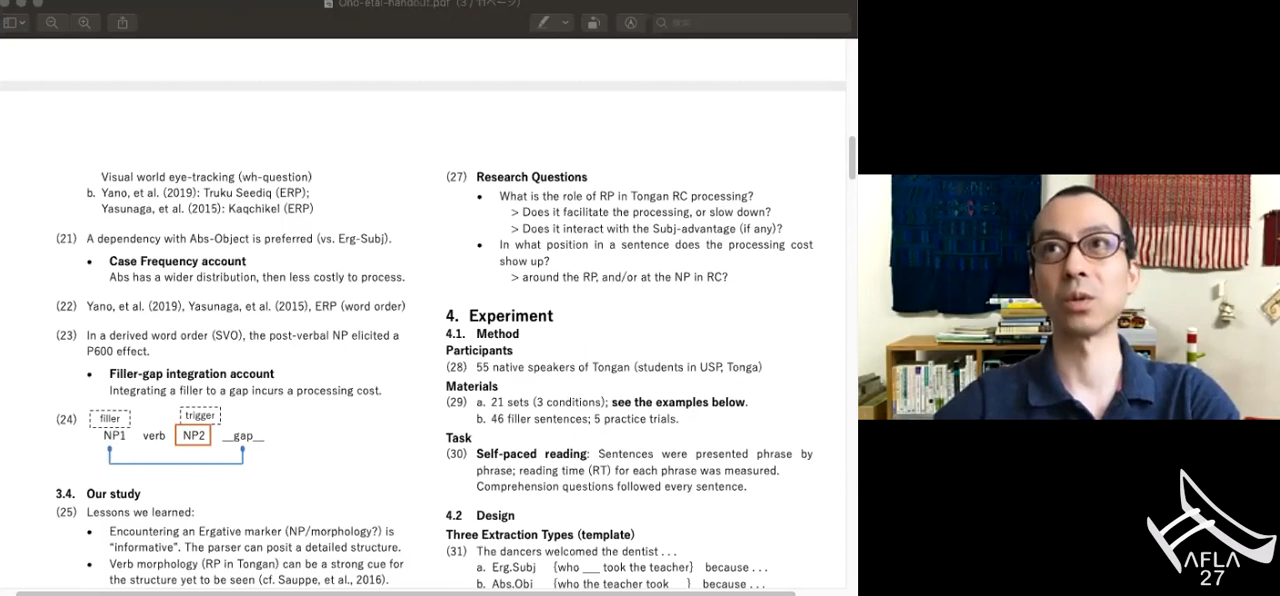 Ono-etal-handout.pdf (3 / 11ページ)
検索
Visual world eye-tracking (wh-question)
b. Yano, et al. (2019): Truku Seediq (ERP);
Yasunaga, et al. (2015): Kaqchikel (ERP)
(21) A dependency with Abs-Object is preferred (vs. Erg-Subj).
• Case Frequency account
Abs has a wider distribution, then less costly to process.
(22) Yano, et al. (2019), Yasunaga, et al. (2015), ERP (word order)
(23) In a derived word order (SVO), the post-verbal NP elicited a
P600 effect.
• Filler-gap integration account
Integrating a filler to a gap incurs a processing cost.
filler trigger
(24) NP1 verb NP2 __gap__
3.4. Our study
(25) Lessons we learned:
• Encountering an Ergative marker (NP/morphology?) is
"informative". The parser can posit a detailed structure.
• Verb morphology (RP in Tongan) can be a strong cue for
the structure yet to be seen (cf. Sauppe, et al., 2016).
(27) Research Questions
• What is the role of RP in Tongan RC processing?
> Does it facilitate the processing, or slow down?
> Does it interact with the Subj-advantage (if any)?
• In what position in a sentence does the processing cost
show up?
> around the RP, and/or at the NP in RC?
4. Experiment
4.1. Method
Participants
(28) 55 native speakers of Tongan (students in USP, Tonga)
Materials
(29) a. 21 sets (3 conditions); see the examples below.
b. 46 filler sentences; 5 practice trials.
Task
(30) Self-paced reading: Sentences were presented phrase by
phrase; reading time (RT) for each phrase was measured.
Comprehension questions followed every sentence.
4.2 Design
Three Extraction Types (template)
(31) The dancers welcomed the dentist . . .
a. Erg.Subj {who ___ took the teacher} because . . .
b. Abs.Obj {who the teacher took __ } because . . .
AFLA
27